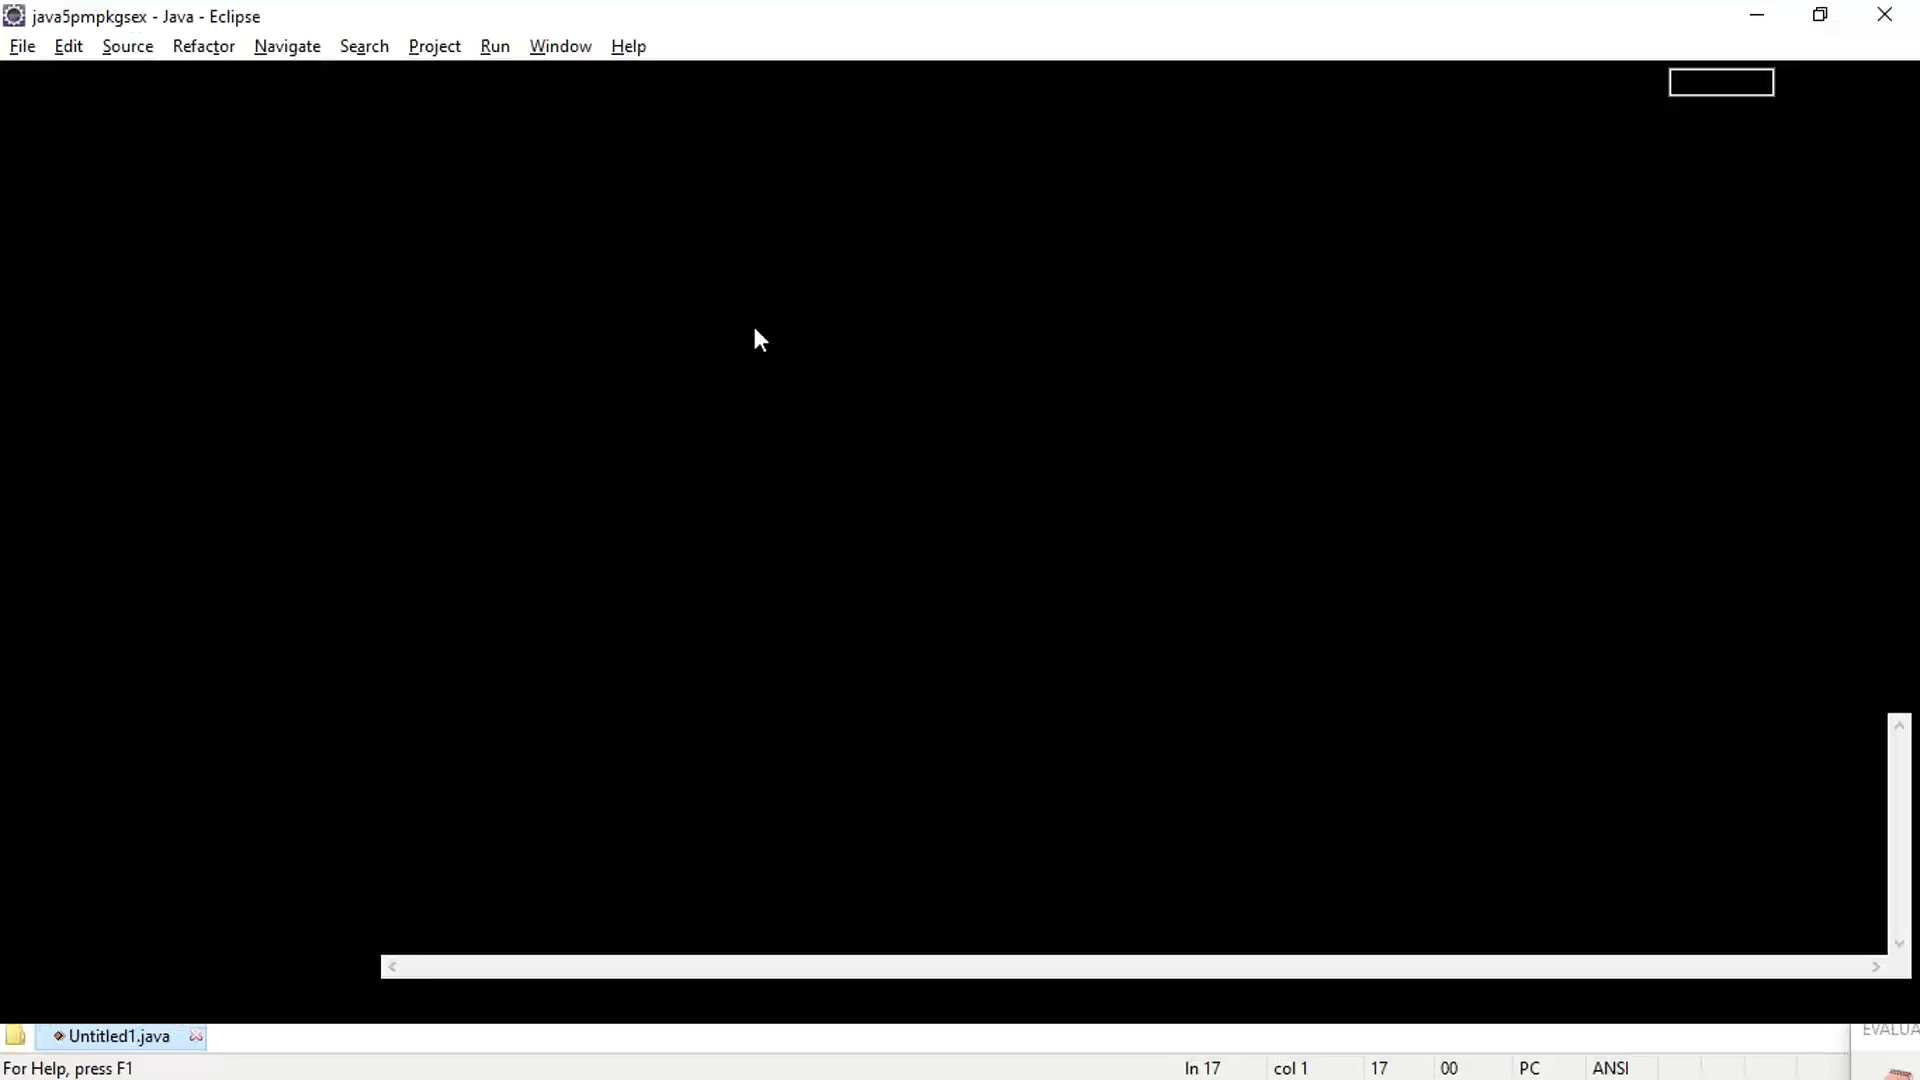 java5pmpkgsex - Java - Eclipse
File Edit Source Refactor Navigate Search Project Run Window Help
Untitled1.java
For Help, press F1 ln 17 col 1 17 00 PC ANSI